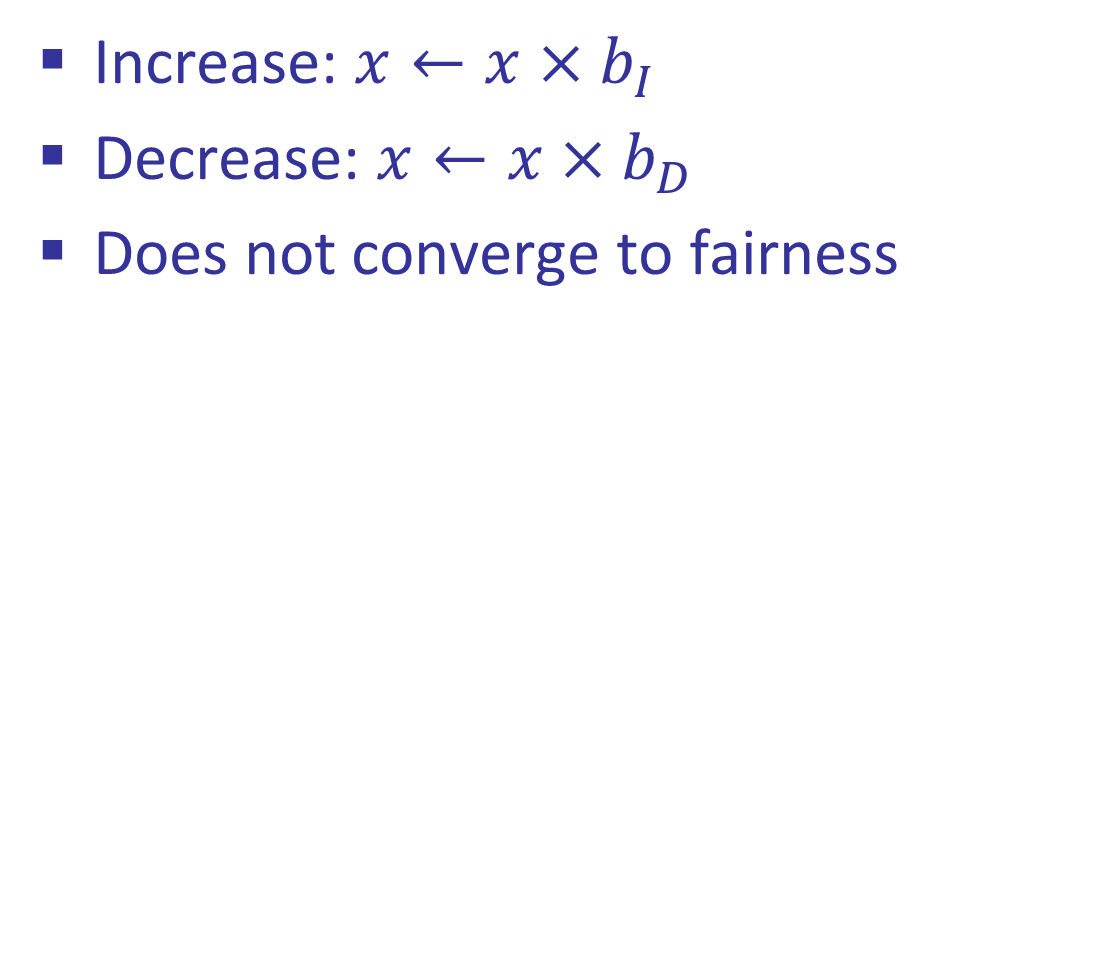 ▪ Increase: 𝑥 ← 𝑥 × 𝑏_𝐼
▪ Decrease: 𝑥 ← 𝑥 × 𝑏_𝐷
▪ Does not converge to fairness